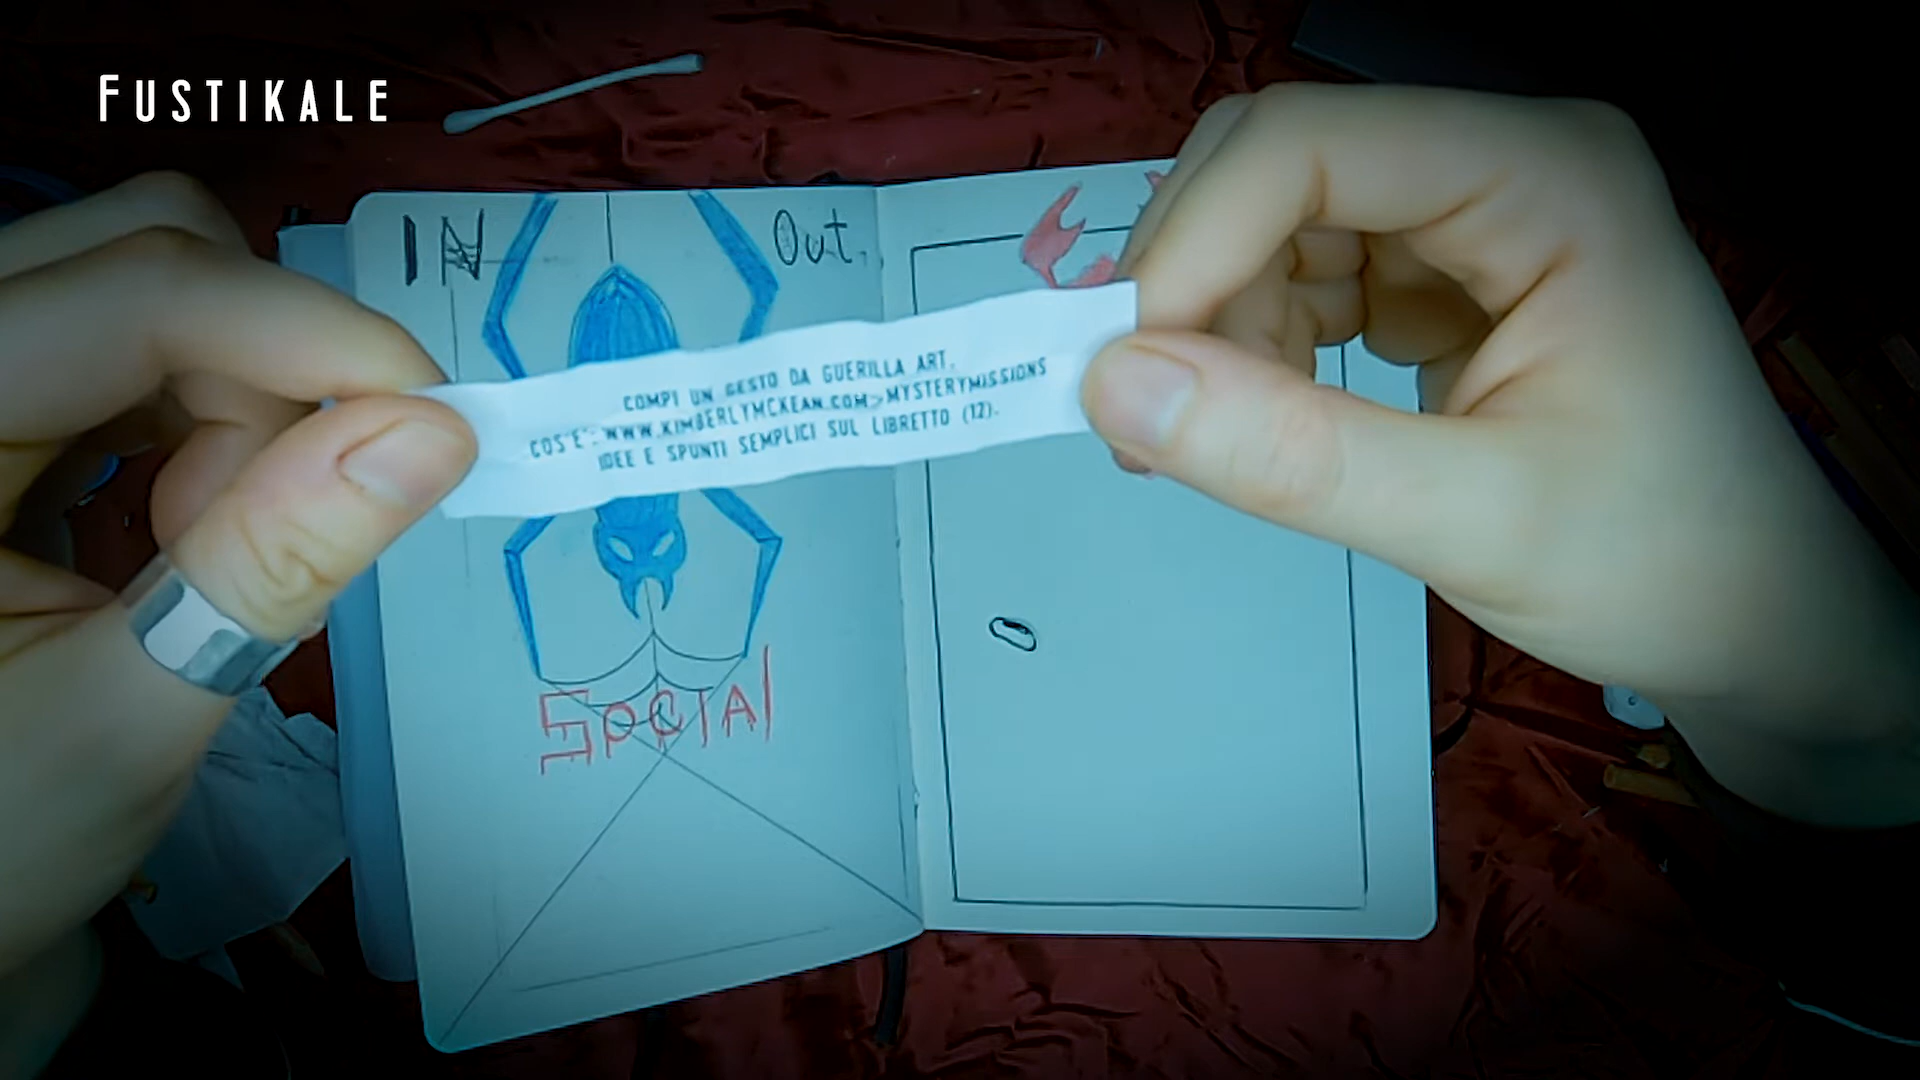 FUSTIKALE
IN
Out.
COMPI UN GESTO DA GUERILLA ART.
COS'E': WWW.KIMBERLYMCKEAN.COM>MYSTERYMISSIONS
IDEE E SPUNTI SEMPLICI SUL LIBRETTO (12).
SOCIAl